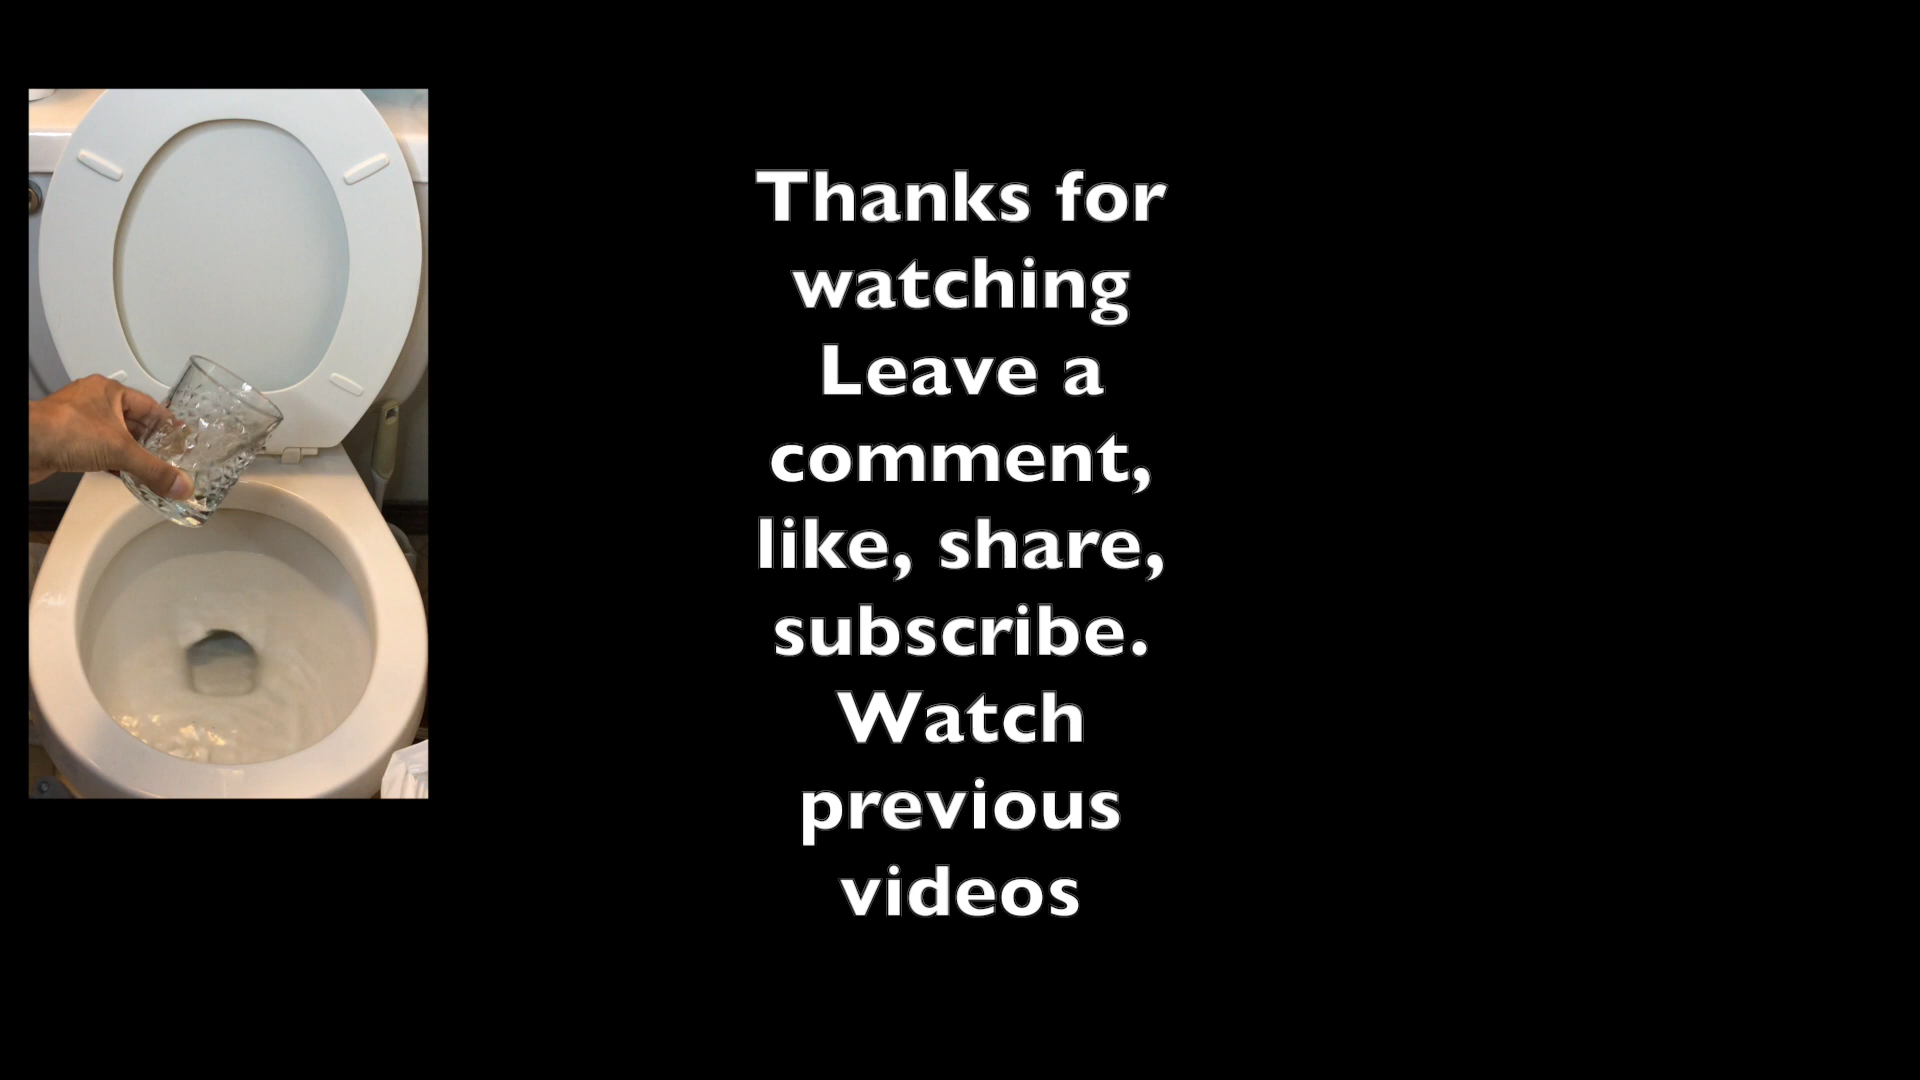 Thanks for
watching
Leave a
comment,
like, share,
subscribe.
Watch
previous
videos